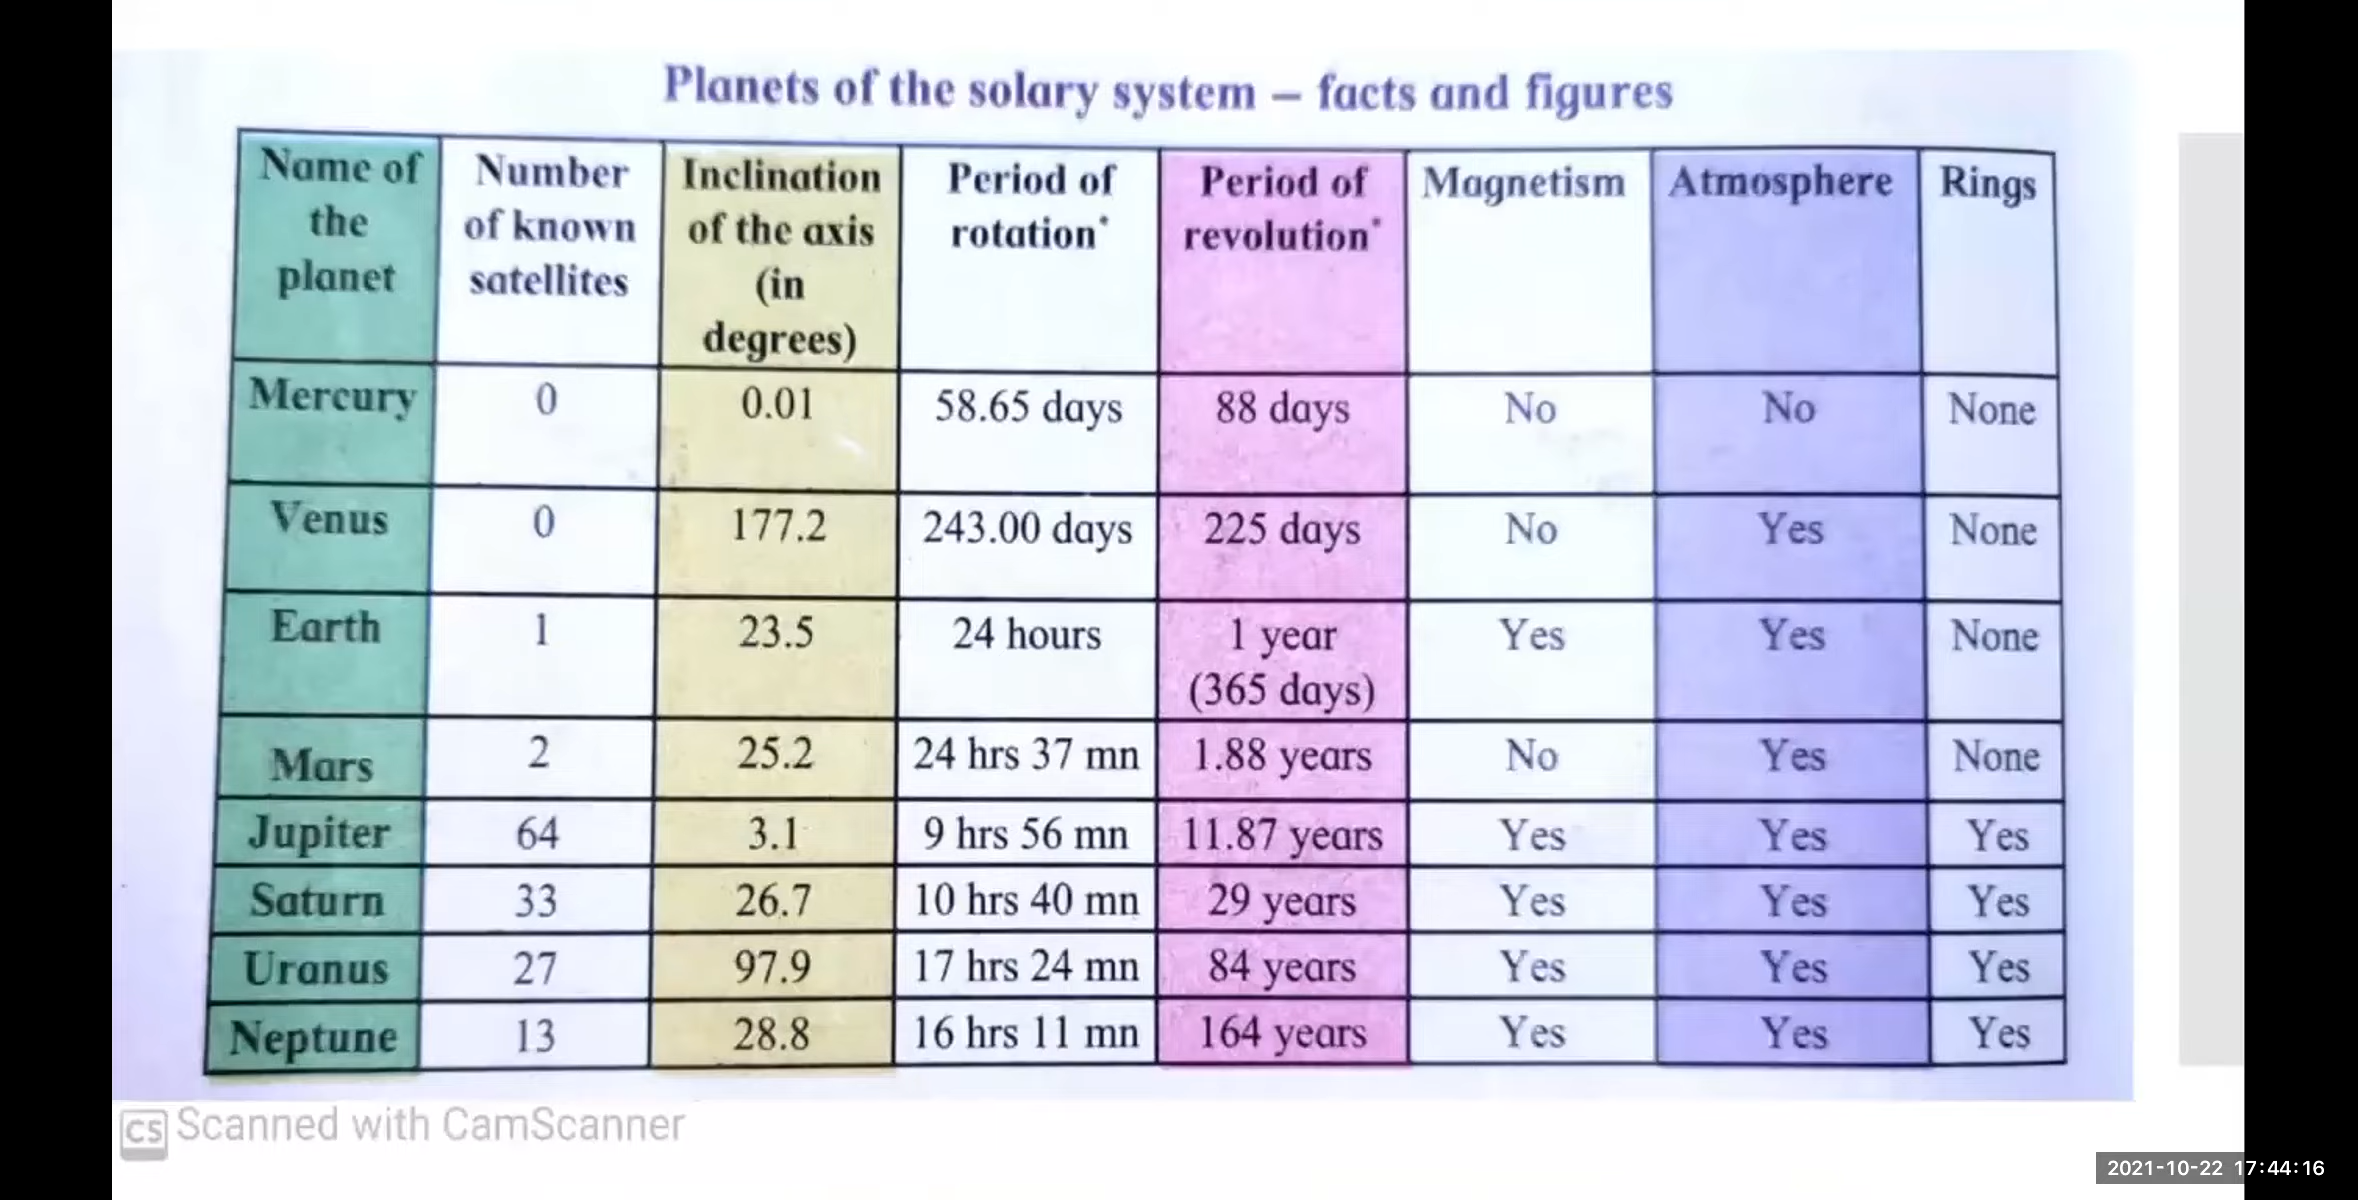 Planets of the solary system – facts and figures
Name of the planet | Number of known satellites | Inclination of the axis (in degrees) | Period of rotation* | Period of revolution* | Magnetism | Atmosphere | Rings
Mercury | 0 | 0.01 | 58.65 days | 88 days | No | No | None
Venus | 0 | 177.2 | 243.00 days | 225 days | No | Yes | None
Earth | 1 | 23.5 | 24 hours | 1 year (365 days) | Yes | Yes | None
Mars | 2 | 25.2 | 24 hrs 37 mn | 1.88 years | No | Yes | None
Jupiter | 64 | 3.1 | 9 hrs 56 mn | 11.87 years | Yes | Yes | Yes
Saturn | 33 | 26.7 | 10 hrs 40 mn | 29 years | Yes | Yes | Yes
Uranus | 27 | 97.9 | 17 hrs 24 mn | 84 years | Yes | Yes | Yes
Neptune | 13 | 28.8 | 16 hrs 11 mn | 164 years | Yes | Yes | Yes
CS Scanned with CamScanner
2021-10-22 17:44:16